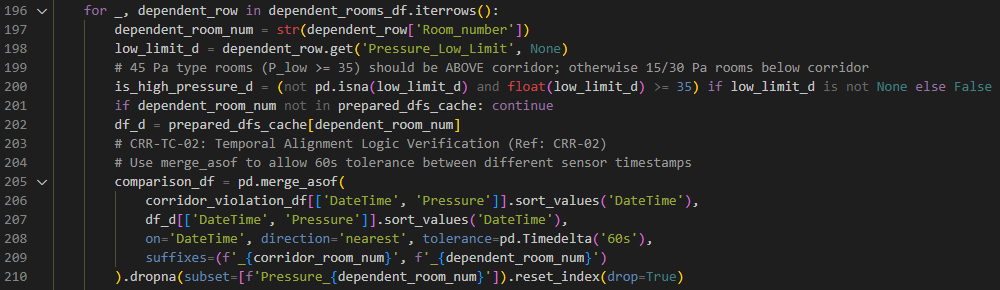 196 for _, dependent_row in dependent_rooms_df.iterrows():
197 dependent_room_num = str(dependent_row['Room_number'])
198 low_limit_d = dependent_row.get('Pressure_Low_Limit', None)
199 # 45 Pa type rooms (P_low >= 35) should be ABOVE corridor; otherwise 15/30 Pa rooms below corridor
200 is_high_pressure_d = (not pd.isna(low_limit_d) and float(low_limit_d) >= 35) if low_limit_d is not None else False
201 if dependent_room_num not in prepared_dfs_cache: continue
202 df_d = prepared_dfs_cache[dependent_room_num]
203 # CRR-TC-02: Temporal Alignment Logic Verification (Ref: CRR-02)
204 # Use merge_asof to allow 60s tolerance between different sensor timestamps
205 comparison_df = pd.merge_asof(
206 corridor_violation_df[['DateTime', 'Pressure']].sort_values('DateTime'),
207 df_d[['DateTime', 'Pressure']].sort_values('DateTime'),
208 on='DateTime', direction='nearest', tolerance=pd.Timedelta('60s'),
209 suffixes=(f'_{corridor_room_num}', f'_{dependent_room_num}')
210 ).dropna(subset=[f'Pressure_{dependent_room_num}']).reset_index(drop=True)